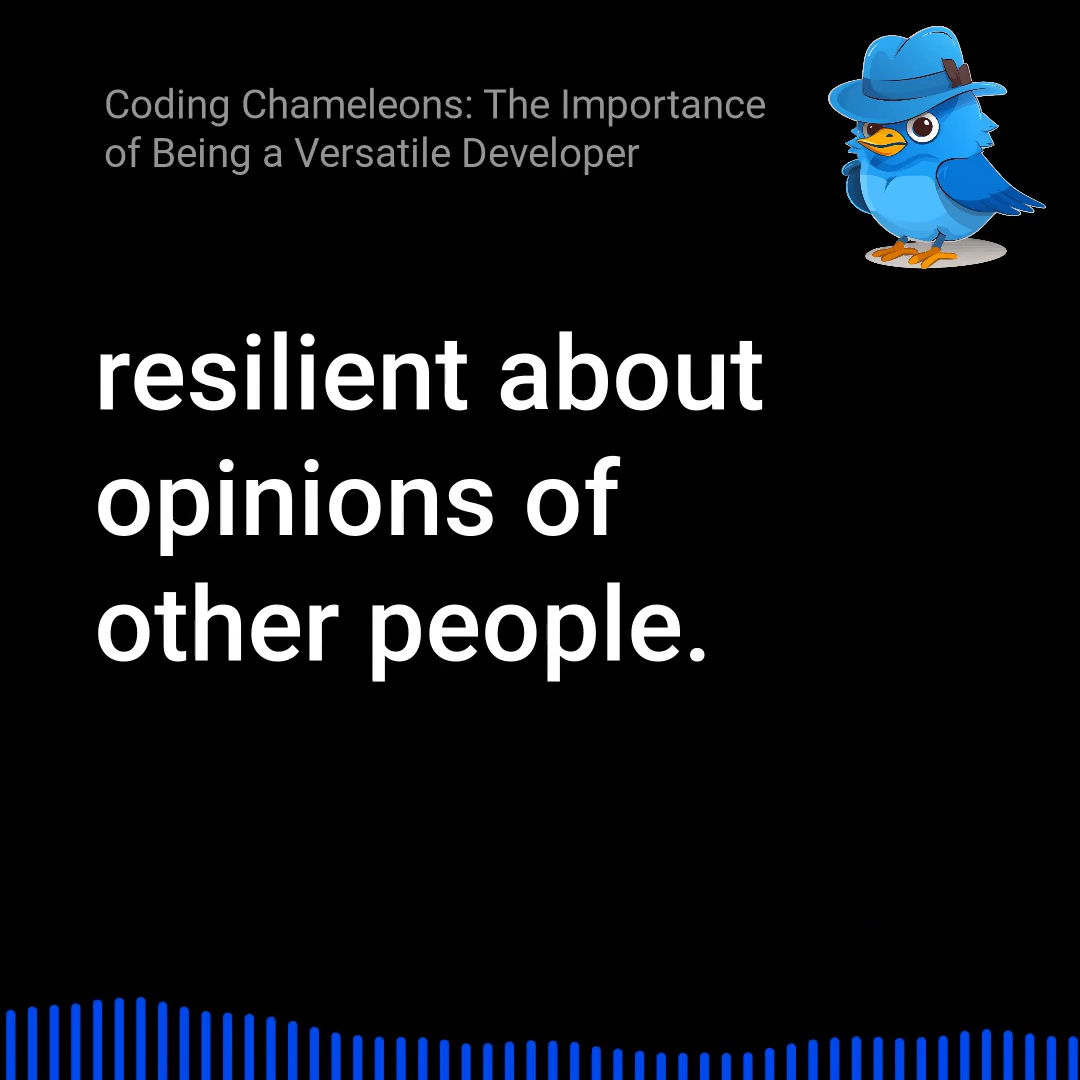 Coding Chameleons: The Importance
of Being a Versatile Developer
resilient about
opinions of
other people.